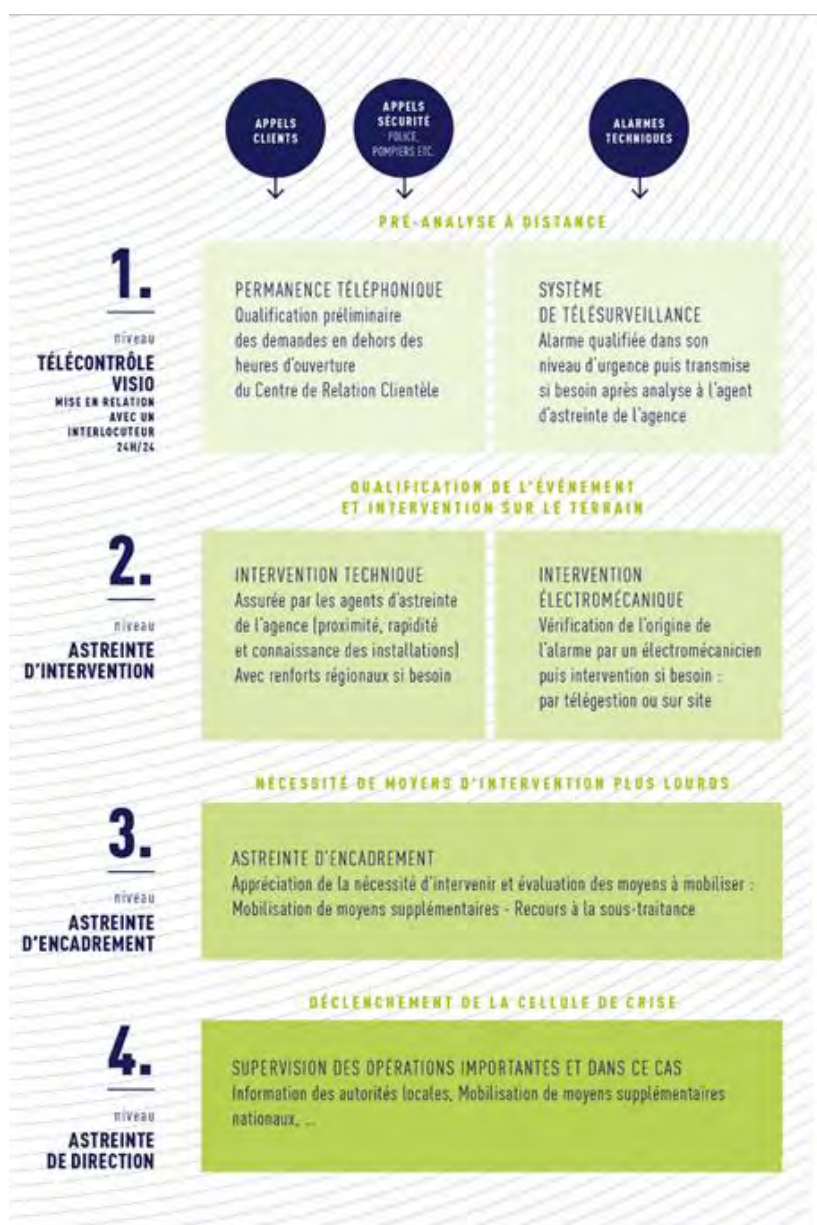 APPELS
CLIENTS
APPELS
SÉCURITÉ
POLICE,
POMPIERS ETC.
ALARMES
TECHNIQUES
PRÉ-ANALYSE À DISTANCE
1.
niveau
TÉLÉCONTRÔLE
VISIO
MISE EN RELATION
AVEC UN
INTERLOCUTEUR
24H/24
PERMANENCE TÉLÉPHONIQUE
Qualification préliminaire
des demandes en dehors des
heures d'ouverture
du Centre de Relation Clientèle
SYSTÈME
DE TÉLÉSURVEILLANCE
Alarme qualifiée dans son
niveau d'urgence puis transmise
si besoin après analyse à l'agent
d'astreinte de l'agence
QUALIFICATION DE L'ÉVÉNEMENT
ET INTERVENTION SUR LE TERRAIN
2.
niveau
ASTREINTE
D'INTERVENTION
INTERVENTION TECHNIQUE
Assurée par les agents d'astreinte
de l'agence (proximité, rapidité
et connaissance des installations)
Avec renforts régionaux si besoin
INTERVENTION
ÉLECTROMÉCANIQUE
Vérification de l'origine de
l'alarme par un électromécanicien
puis intervention si besoin :
par télégestion ou sur site
NÉCESSITÉ DE MOYENS D'INTERVENTION PLUS LOURDS
3.
niveau
ASTREINTE
D'ENCADREMENT
ASTREINTE D'ENCADREMENT
Appréciation de la nécessité d'intervenir et évaluation des moyens à mobiliser :
Mobilisation de moyens supplémentaires - Recours à la sous-traitance
DÉCLENCHEMENT DE LA CELLULE DE CRISE
4.
niveau
ASTREINTE
DE DIRECTION
SUPERVISION DES OPÉRATIONS IMPORTANTES ET DANS CE CAS
Information des autorités locales, Mobilisation de moyens supplémentaires
nationaux, ...